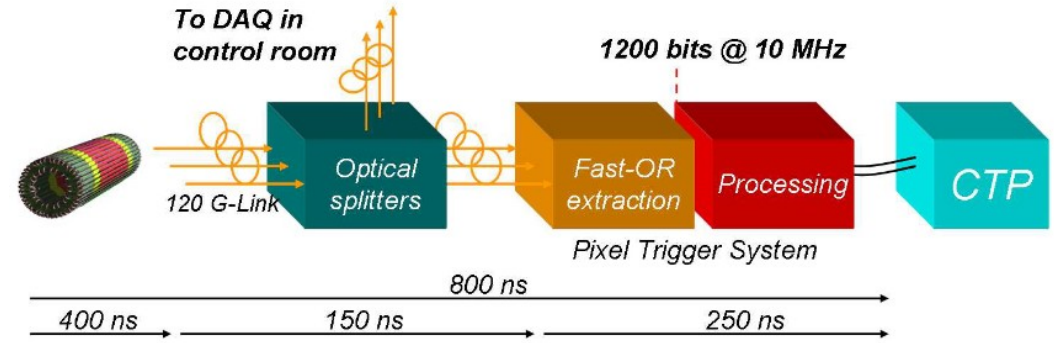 To DAQ in
control room
1200 bits @ 10 MHz
120 G-Link
Optical
splitters
Fast-OR
extraction
Processing
CTP
Pixel Trigger System
800 ns
400 ns
150 ns
250 ns